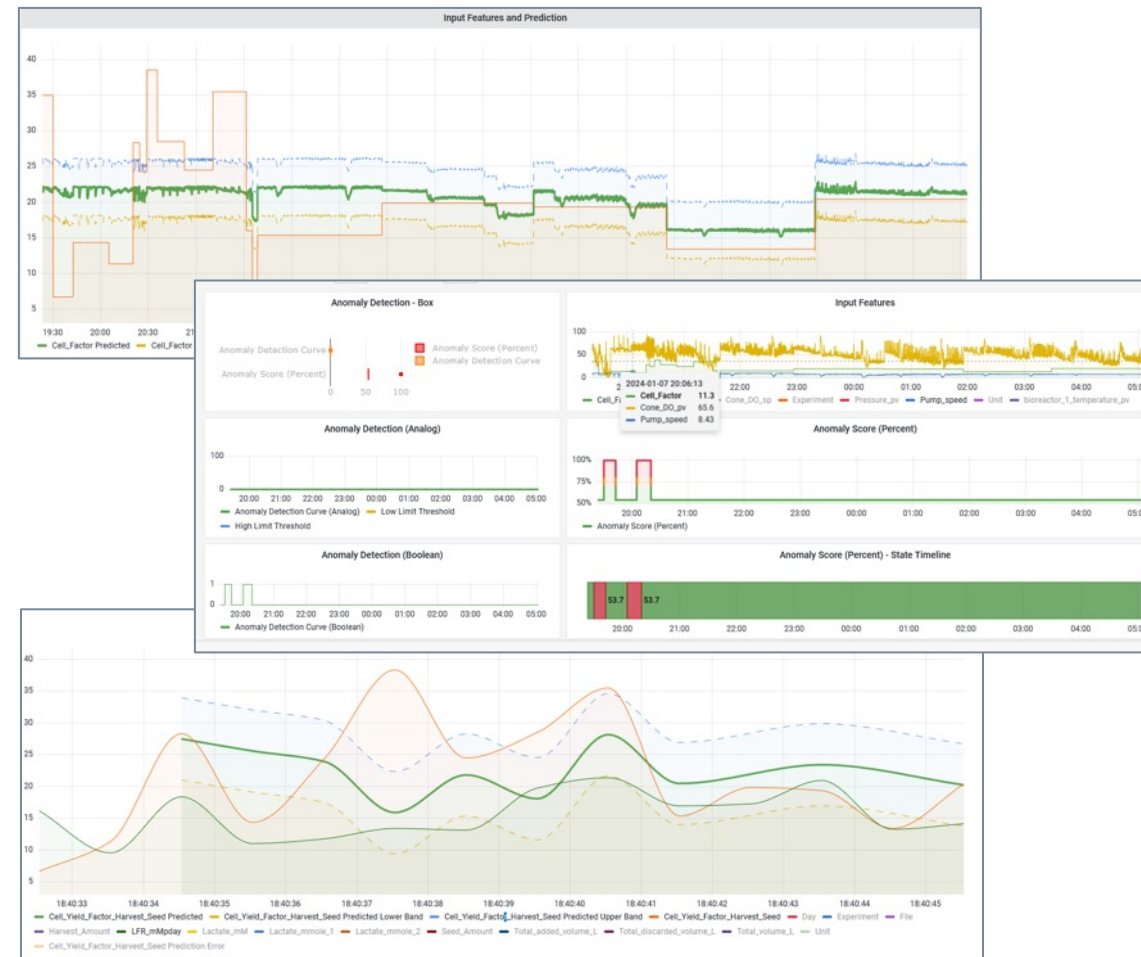 Input Features and Prediction
40
35
30
25
20
15
10
5
19:30 20:00 20:30 21
Cell_Factor Predicted Cell_Factor
Anomaly Detection - Box
Anomaly Detection Curve
Anomaly Score (Percent)
0 50 100
Anomaly Score (Percent)
Anomaly Detection Curve
Input Features
100
50
0
2 22:00 23:00 00:00 01:00 02:00 03:00 04:00 05:0
2024-01-07 20:06:13
Cell_Factor 11.3
Cone_DO_pv 65.6
Pump_speed 8.43
Cell_F Cone_DO_sp Experiment Pressure_pv Pump_speed Unit bioreactor_1_temperature_pv
Anomaly Detection (Analog)
100
0
20:00 21:00 22:00 23:00 00:00 01:00 02:00 03:00 04:00 05:00
Anomaly Detection Curve (Analog) Low Limit Threshold
High Limit Threshold
Anomaly Score (Percent)
100%
75%
50%
20:00 21:00 22:00 23:00 00:00 01:00 02:00 03:00 04:00 05:0
Anomaly Score (Percent)
Anomaly Detection (Boolean)
1
0
20:00 21:00 22:00 23:00 00:00 01:00 02:00 03:00 04:00 05:00
Anomaly Detection Curve (Boolean)
Anomaly Score (Percent) - State Timeline
53.7 53.7
20:00 21:00 22:00 23:00 00:00 01:00 02:00 03:00 04:00 05:0
40
35
30
25
20
15
10
5
18:40:33 18:40:34 18:40:35 18:40:36 18:40:37 18:40:38 18:40:39 18:40:40 18:40:41 18:40:42 18:40:43 18:40:44 18:40:45
Cell_Yield_Factor_Harvest_Seed Predicted Cell_Yield_Factor_Harvest_Seed Predicted Lower Band Cell_Yield_Factor_Harvest_Seed Predicted Upper Band Cell_Yield_Factor_Harvest_Seed Day Experiment File
Harvest_Amount LFR_mMpday Lactate_mM Lactate_mmole_1 Lactate_mmole_2 Seed_Amount Total_added_volume_L Total_discarded_volume_L Total_volume_L Unit
Cell_Yield_Factor_Harvest_Seed Prediction Error